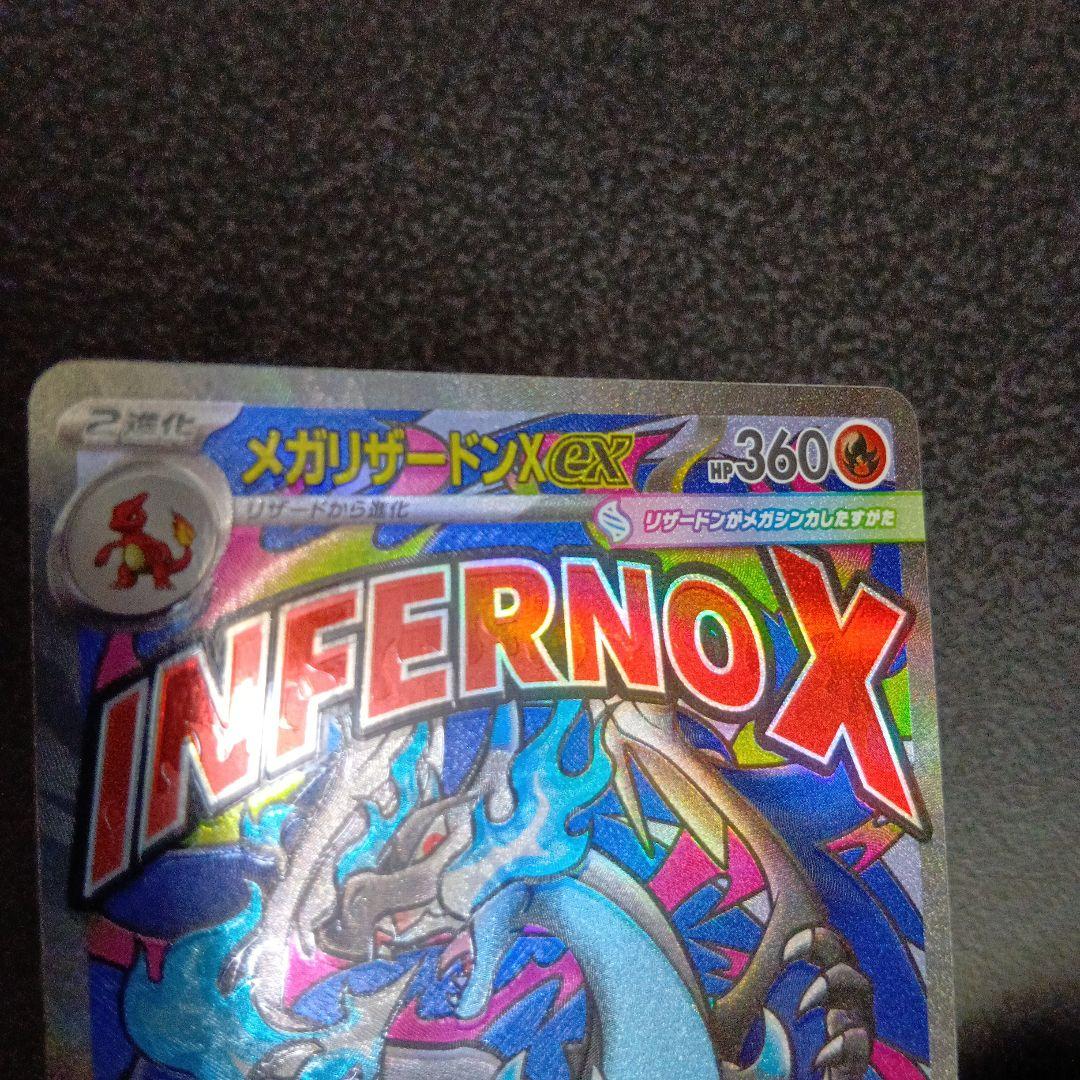 2進化
メガリザードンXex HP360
リザードから進化
リザードンがメガシンカしたすがた
INFERNO X